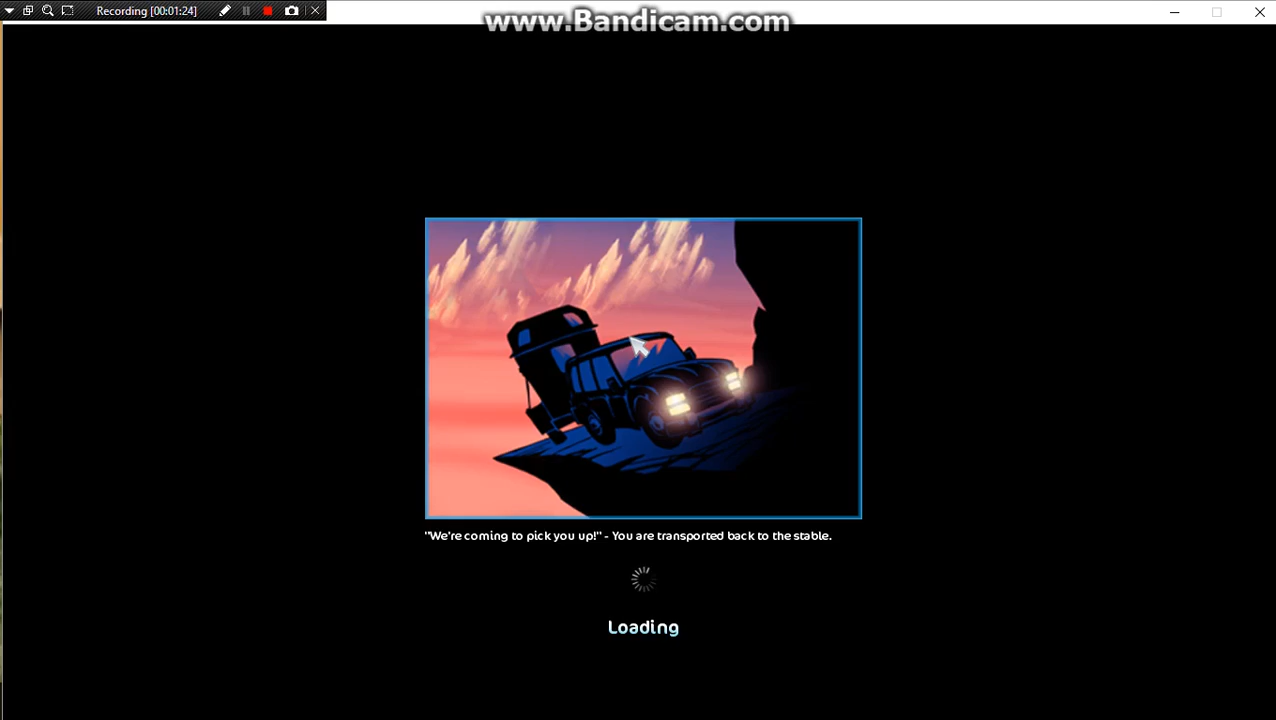 Recording [00:01:24]
www.Bandicam.com
"We're coming to pick you up!" - You are transported back to the stable.
Loading